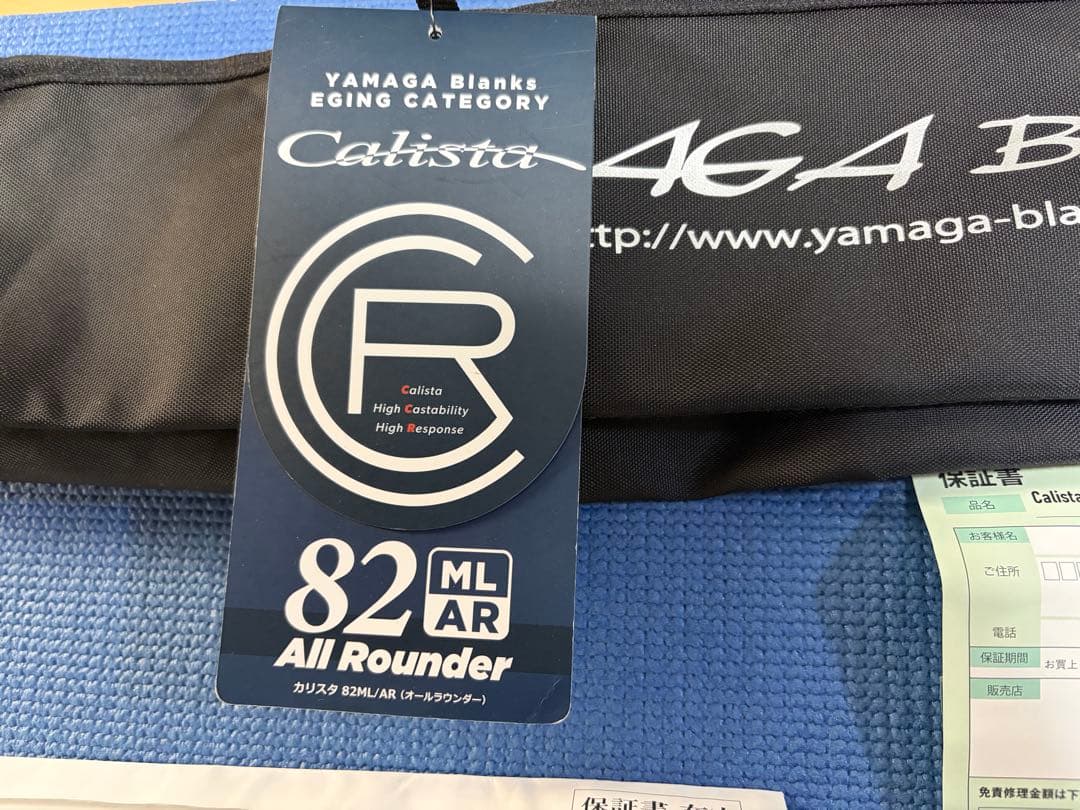 YAMAGA Blanks
EGING CATEGORY
Calista
CCR
Calista
High Castability
High Response
82 ML AR
All Rounder
カリスタ 82ML/AR（オールラウンダー）
AGA B
ttp://www.yamaga-bla
保証書
品名 Calista
お客様名
ご住所
電話
保証期間 お買上
販売店
免責修理金額は下
保証書